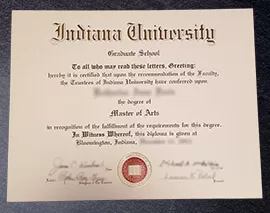 Indiana University
Graduate School
To all who may read these letters, Greeting:
hereby it is certified that upon the recommendation of the Faculty,
the Trustees of Indiana University have conferred upon
the degree of
Master of Arts
in recognition of the fulfillment of the requirements for this degree.
In Witness Whereof, this diploma is given at
Bloomington, Indiana,